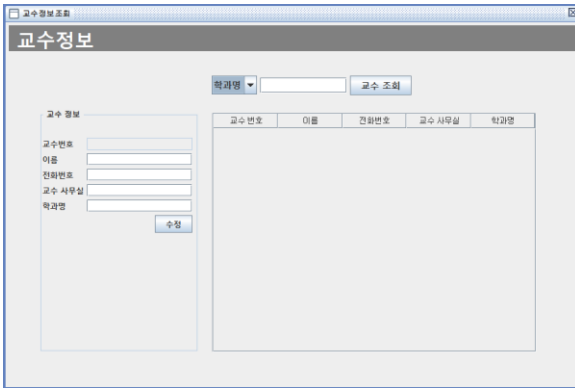 교수정보조회
교수정보
학과명
교수 조회
교수 정보
교수번호
이름
전화번호
교수 사무실
학과명
수정
교수번호 이름 전화번호 교수 사무실 학과명